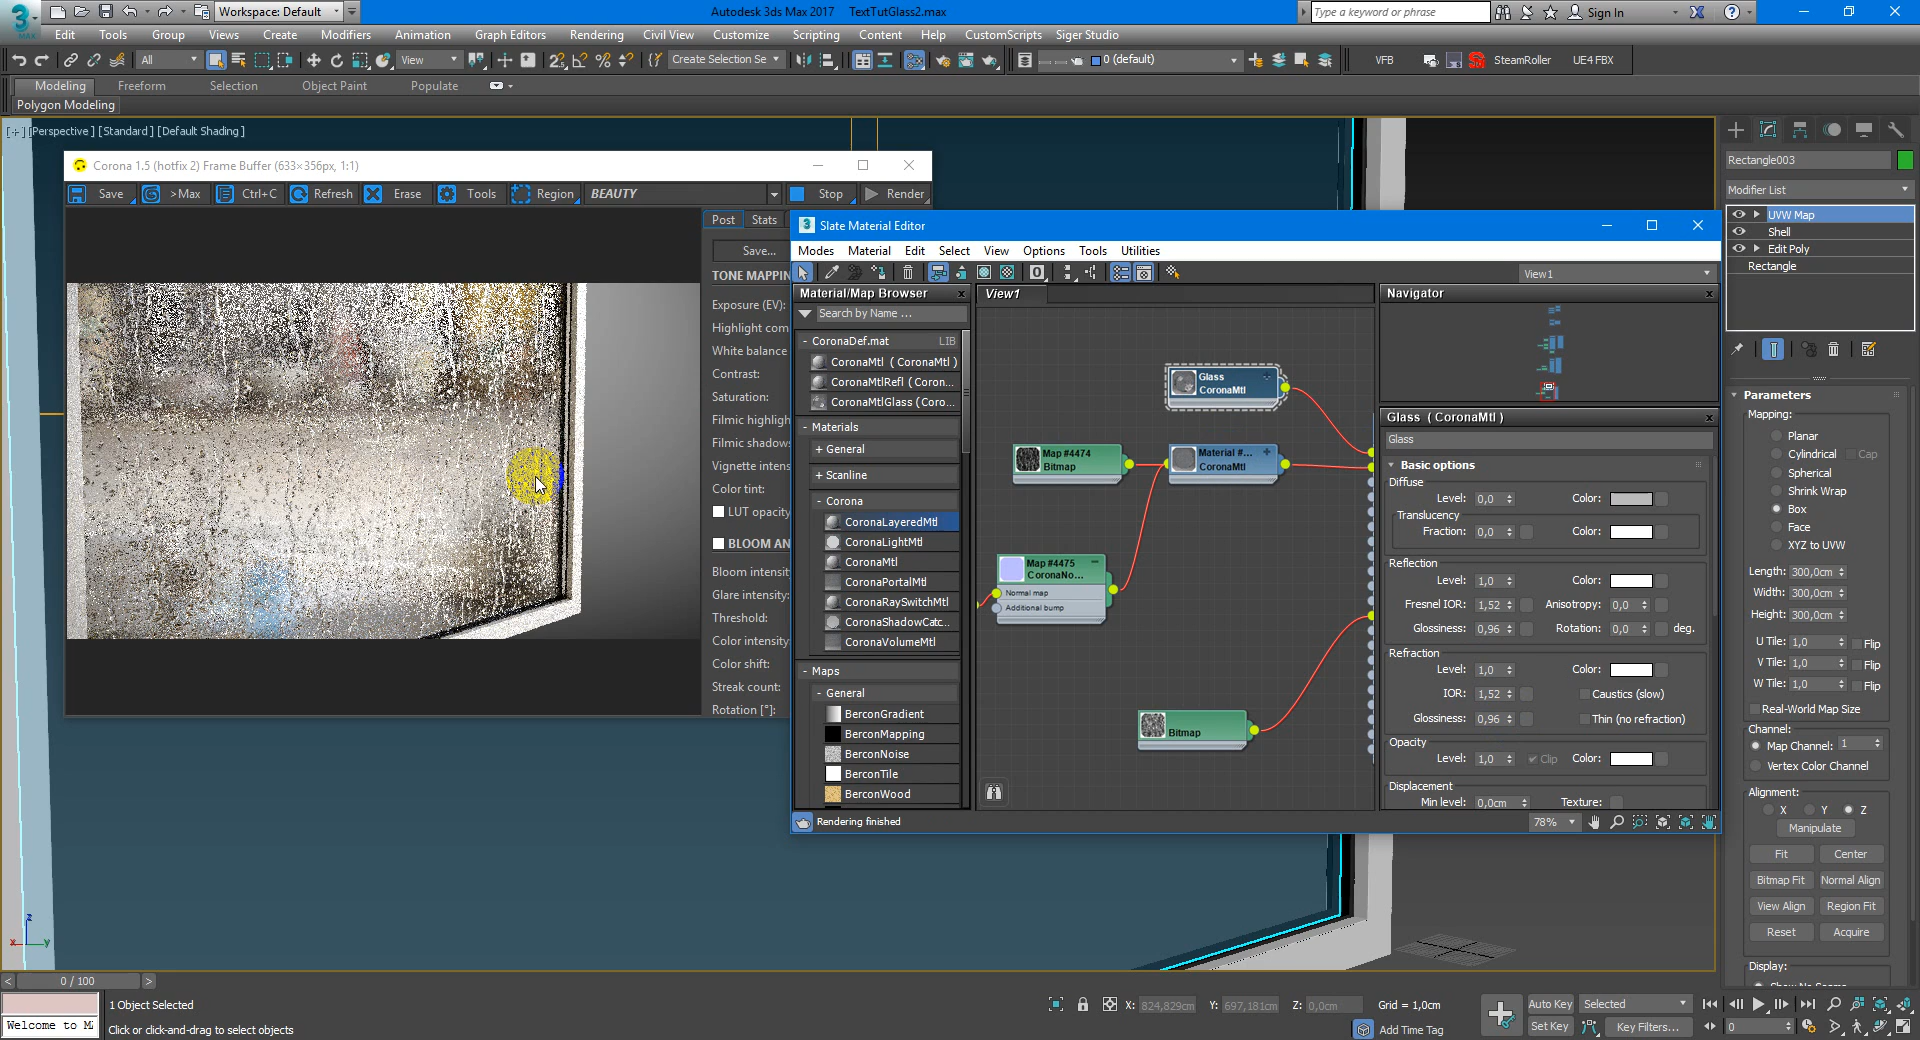 Workspace: Default
Autodesk 3ds Max 2017 TextTutGlass2.max
Type a keyword or phrase
Sign In
Edit Tools Group Views Create Modifiers Animation Graph Editors Rendering Civil View Customize Scripting Content Help CustomScripts Siger Studio
All
View
Create Selection Se
0 (default)
VFB
SteamRoller
UE4 FBX
Modeling Freeform Selection Object Paint Populate
Polygon Modeling
[+] [Perspective] [Standard] [Default Shading]
Corona 1.5 (hotfix 2) Frame Buffer (633×356px, 1:1)
Save >Max Ctrl+C Refresh Erase Tools Region BEAUTY Stop Render
Post Stats
Save...
TONE MAPPIN
Exposure (EV):
Highlight com
White balance
Contrast:
Saturation:
Filmic highligh
Filmic shadows
Vignette intens
Color tint:
LUT opacity
BLOOM AN
Bloom intensit
Glare intensity
Threshold:
Color intensity
Color shift:
Streak count:
Rotation [°]:
Slate Material Editor
Modes Material Edit Select View Options Tools Utilities
View1
Material/Map Browser
Search by Name ...
- CoronaDef.mat LIB
CoronaMtl ( CoronaMtl )
CoronaMtlRefl ( Coron...
CoronaMtlGlass (Coro...
- Materials
+ General
+ Scanline
- Corona
CoronaLayeredMtl
CoronaLightMtl
CoronaMtl
CoronaPortalMtl
CoronaRaySwitchMtl
CoronaShadowCatc...
CoronaVolumeMtl
- Maps
- General
BerconGradient
BerconMapping
BerconNoise
BerconTile
BerconWood
Rendering finished
View1
Glass
CoronaMtl
Map #4474
Bitmap
Material #...
CoronaMtl
Map #4475
CoronaNo...
Normal map
Additional bump
Bitmap
Navigator
Glass ( CoronaMtl )
Glass
Basic options
Diffuse
Level: 0,0 Color:
Translucency
Fraction: 0,0 Color:
Reflection
Level: 1,0 Color:
Fresnel IOR: 1,52 Anisotropy: 0,0
Glossiness: 0,96 Rotation: 0,0 deg.
Refraction
Level: 1,0 Color:
IOR: 1,52 Caustics (slow)
Glossiness: 0,96 Thin (no refraction)
Opacity
Level: 1,0 Clip Color:
Displacement
Min level: 0,0cm Texture:
78%
Rectangle003
Modifier List
UVW Map
Shell
Edit Poly
Rectangle
Parameters
Mapping:
Planar
Cylindrical Cap
Spherical
Shrink Wrap
Box
Face
XYZ to UVW
Length: 300,0cm
Width: 300,0cm
Height: 300,0cm
U Tile: 1,0 Flip
V Tile: 1,0 Flip
W Tile: 1,0 Flip
Real-World Map Size
Channel:
Map Channel: 1
Vertex Color Channel
Alignment:
X Y Z
Manipulate
Fit Center
Bitmap Fit Normal Align
View Align Region Fit
Reset Acquire
Display:
z
x y
< 0 / 100 >
Welcome to M
1 Object Selected
Click or click-and-drag to select objects
X: 824,829cm Y: 697,181cm Z: 0,0cm Grid = 1,0cm
Add Time Tag
Auto Key Selected
Set Key Key Filters...
0